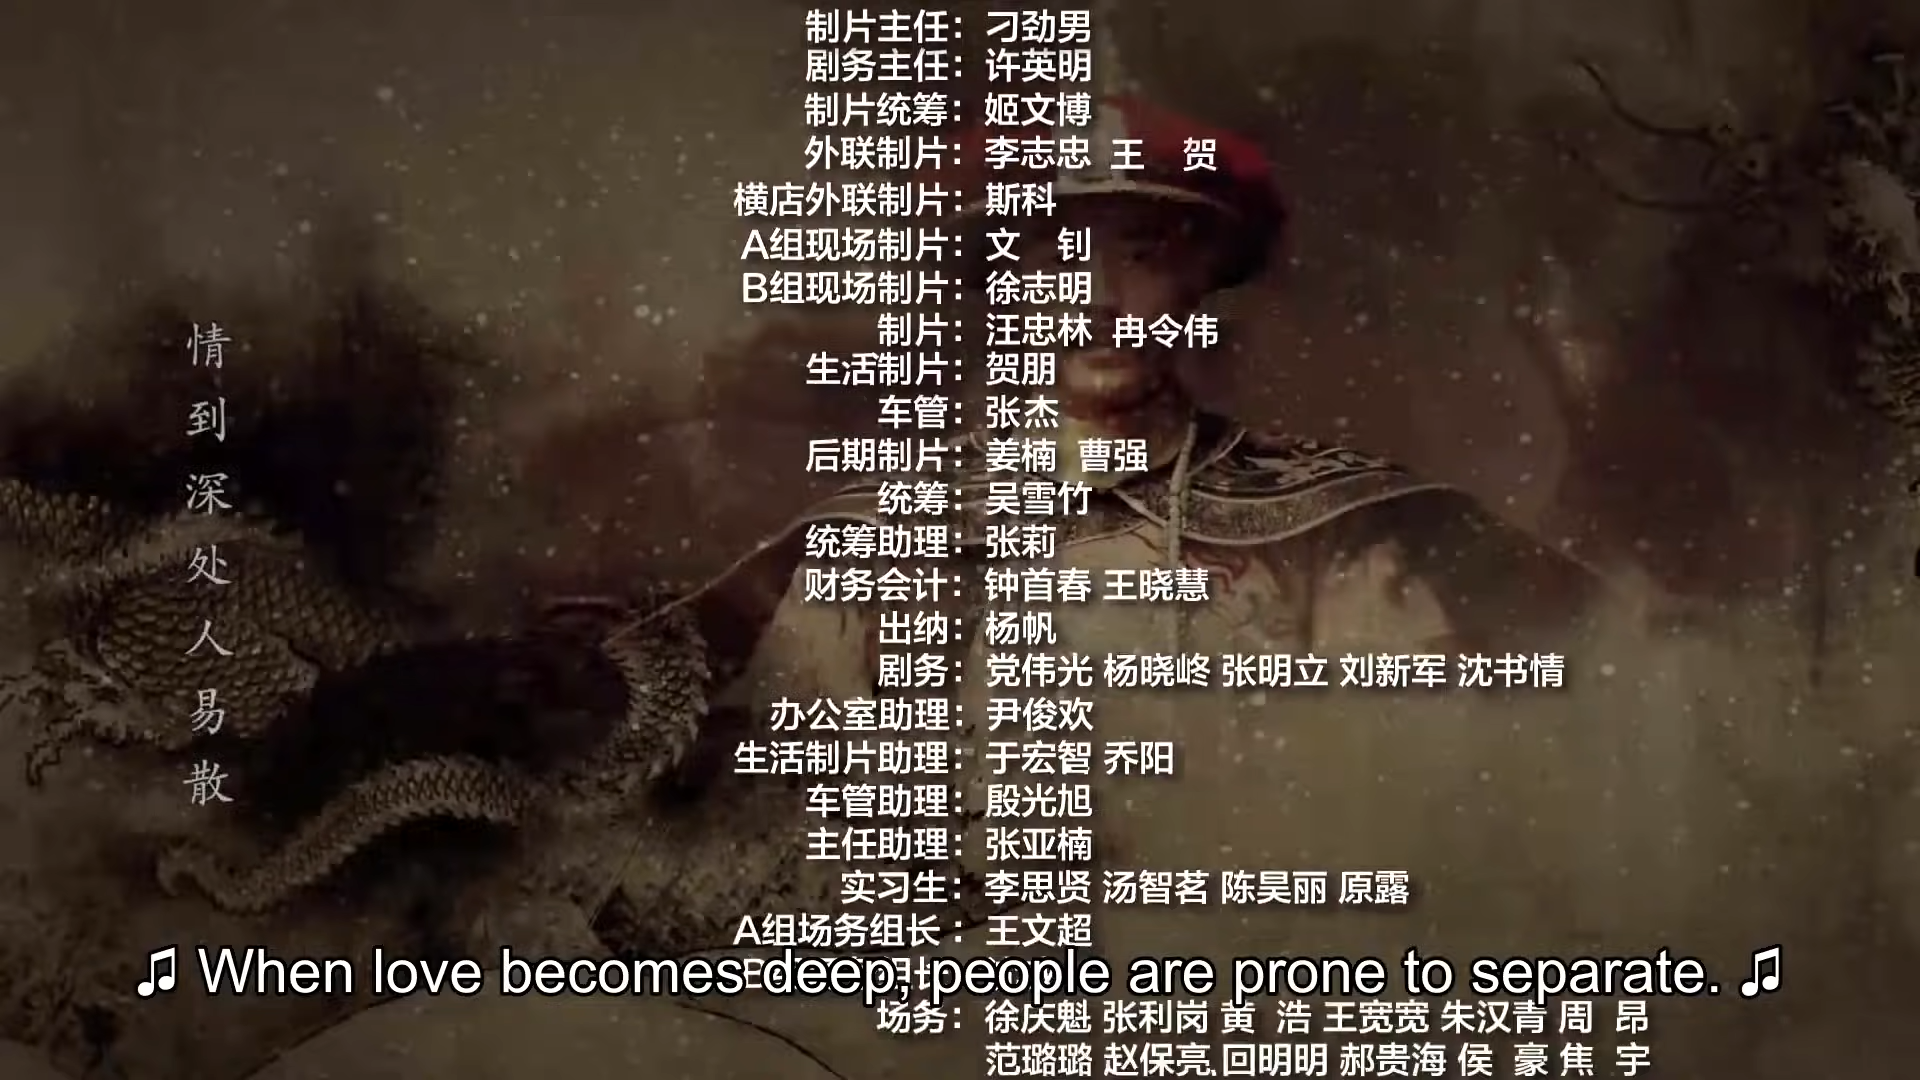 制片主任：刁劲男
剧务主任：许英明
制片统筹：姬文博
外联制片：李志忠 王　贺
横店外联制片：斯科
A组现场制片：文　钊
B组现场制片：徐志明
制片：汪忠林 冉令伟
生活制片：贺朋
车管：张杰
后期制片：姜楠 曹强
统筹：吴雪竹
统筹助理：张莉
财务会计：钟首春 王晓慧
出纳：杨帆
剧务：党伟光 杨晓峂 张明立 刘新军 沈书情
办公室助理：尹俊欢
生活制片助理：于宏智 乔阳
车管助理：殷光旭
主任助理：张亚楠
实习生：李思贤 汤智茗 陈昊丽 原露
A组场务组长：王文超
场务：徐庆魁 张利岗 黄　浩 王宽宽 朱汉青 周　昂
范璐璐 赵保亮 回明明 郝贵海 侯　豪 焦　宇
情到深处人易散
♫ When love becomes deep, people are prone to separate. ♫